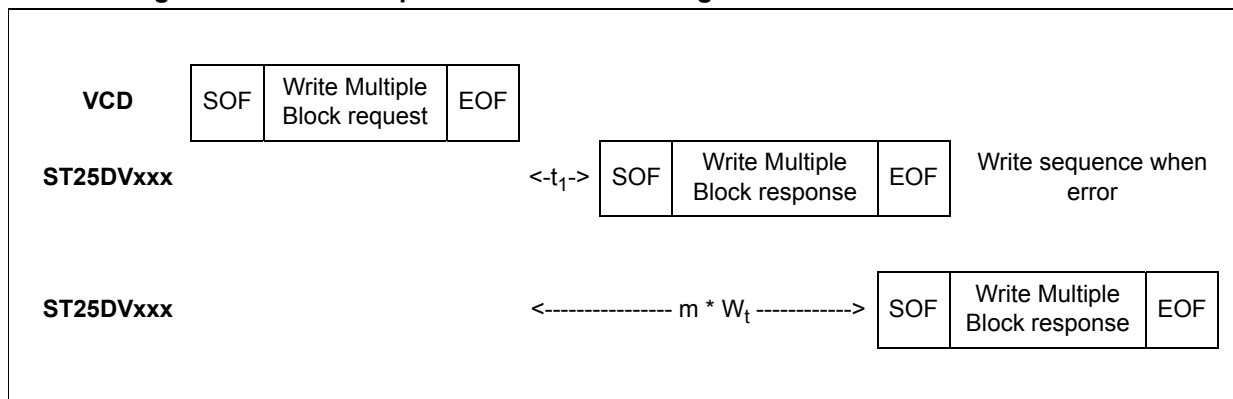 VCD SOF Write Multiple EOF
Block request
ST25DVxxx <-t1-> SOF Write Multiple EOF Write sequence when
Block response error
ST25DVxxx <---------------- m * Wt ------------> SOF Write Multiple EOF
Block response